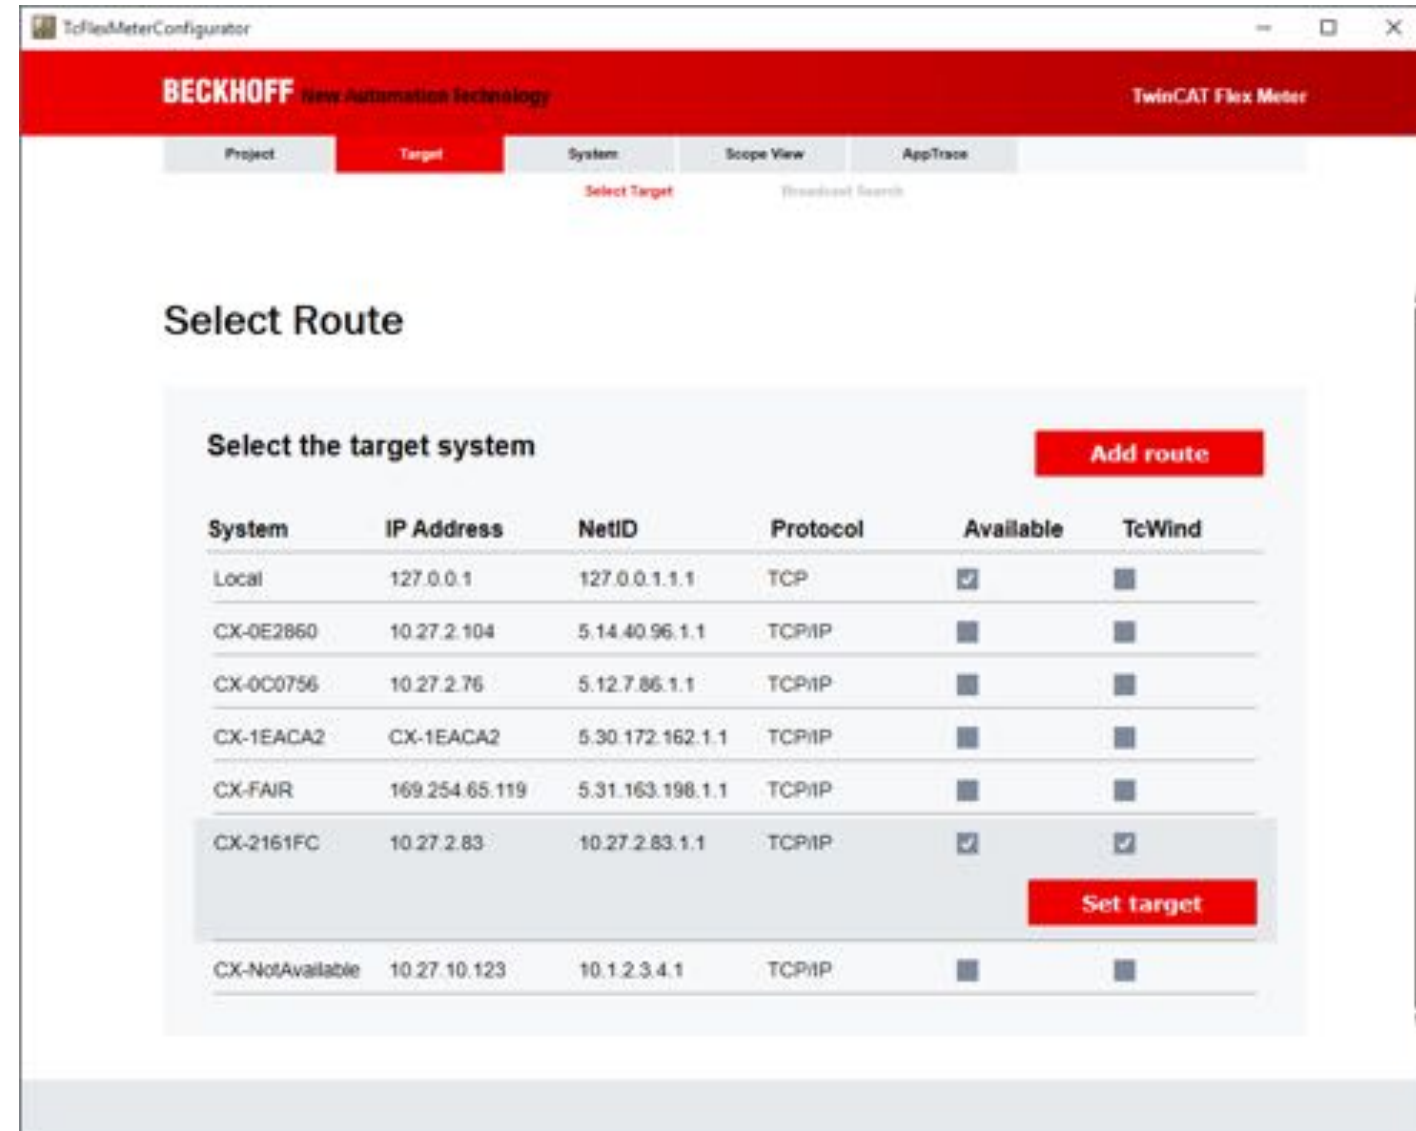 TcFlexMeterConfigurator
BECKHOFF New Automation Technology
TwinCAT Flex Meter
Project Target System Scope View AppTrace
Select Target Broadcast Search
Select Route
Select the target system
Add route
System IP Address NetID Protocol Available TcWind
Local 127.0.0.1 127.0.0.1.1.1 TCP
CX-0E2860 10.27.2.104 5.14.40.96.1.1 TCP/IP
CX-0C0756 10.27.2.76 5.12.7.86.1.1 TCP/IP
CX-1EACA2 CX-1EACA2 5.30.172.162.1.1 TCP/IP
CX-FAIR 169.254.65.119 5.31.163.198.1.1 TCP/IP
CX-2161FC 10.27.2.83 10.27.2.83.1.1 TCP/IP
Set target
CX-NotAvailable 10.27.10.123 10.1.2.3.4.1 TCP/IP